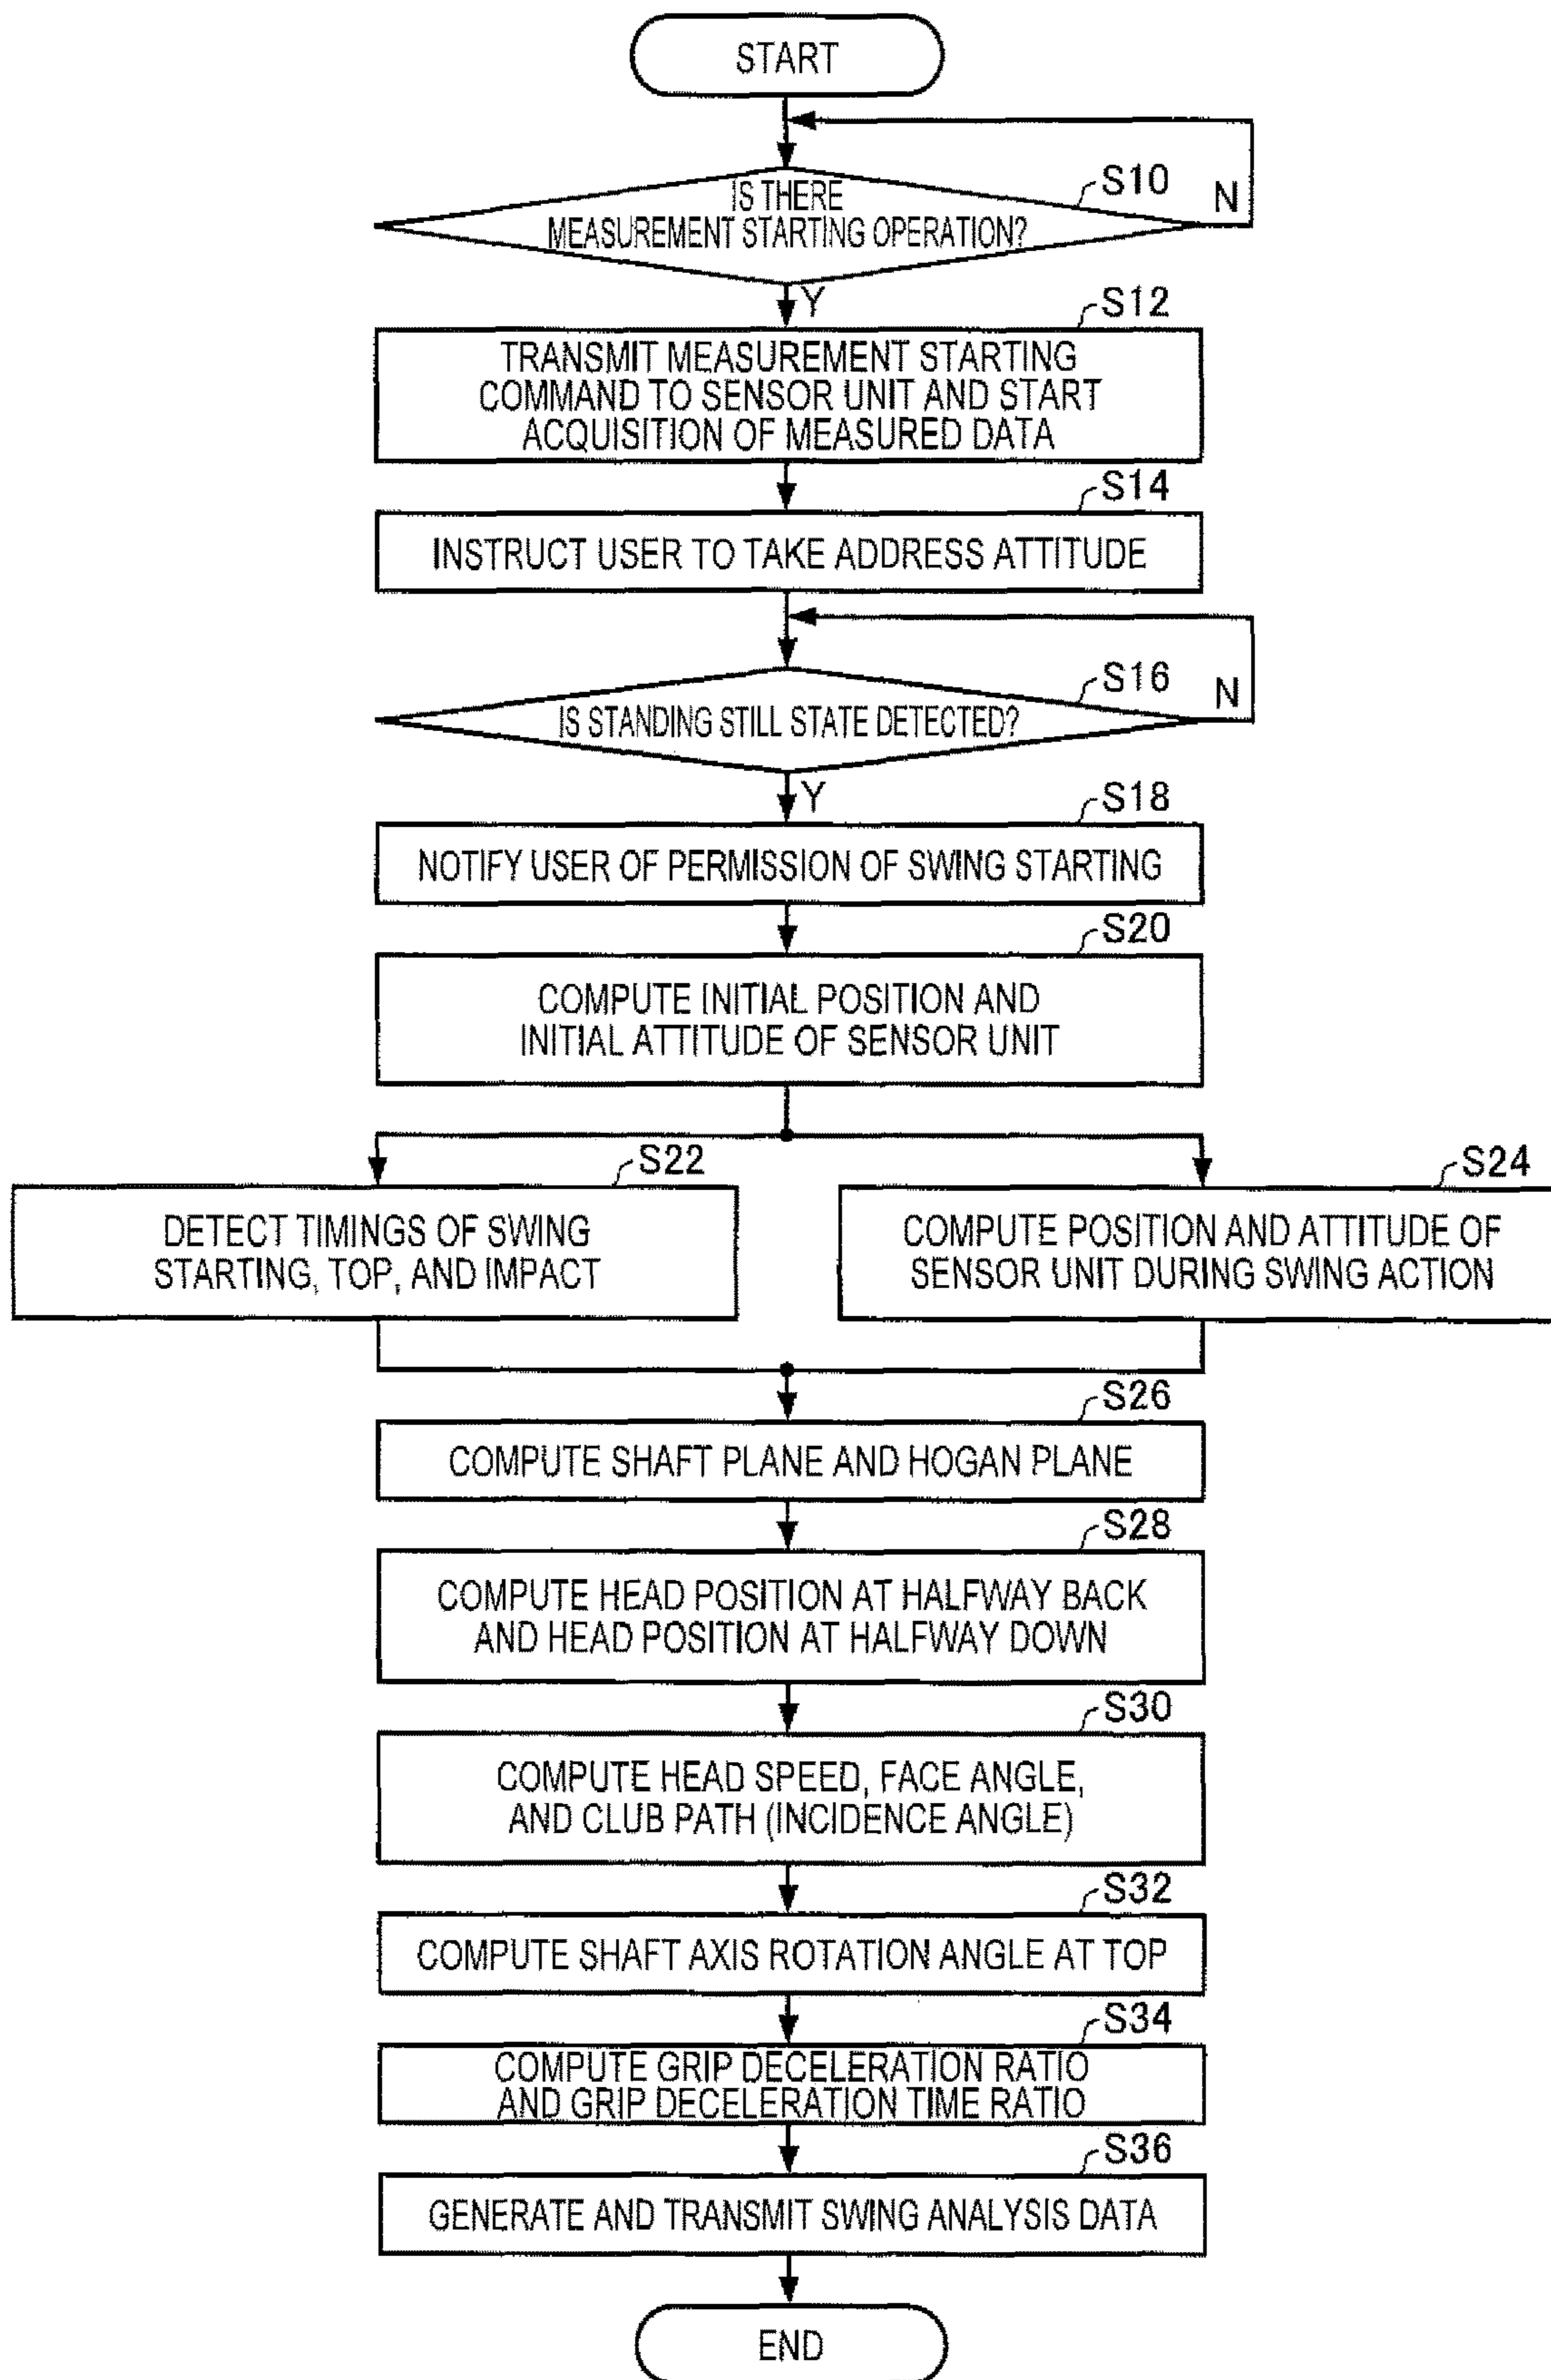 START
S10
IS THERE
MEASUREMENT STARTING OPERATION?
N
Y
S12
TRANSMIT MEASUREMENT STARTING
COMMAND TO SENSOR UNIT AND START
ACQUISITION OF MEASURED DATA
S14
INSTRUCT USER TO TAKE ADDRESS ATTITUDE
S16
IS STANDING STILL STATE DETECTED?
N
Y
S18
NOTIFY USER OF PERMISSION OF SWING STARTING
S20
COMPUTE INITIAL POSITION AND
INITIAL ATTITUDE OF SENSOR UNIT
S22
DETECT TIMINGS OF SWING
STARTING, TOP, AND IMPACT
S24
COMPUTE POSITION AND ATTITUDE OF
SENSOR UNIT DURING SWING ACTION
S26
COMPUTE SHAFT PLANE AND HOGAN PLANE
S28
COMPUTE HEAD POSITION AT HALFWAY BACK
AND HEAD POSITION AT HALFWAY DOWN
S30
COMPUTE HEAD SPEED, FACE ANGLE,
AND CLUB PATH (INCIDENCE ANGLE)
S32
COMPUTE SHAFT AXIS ROTATION ANGLE AT TOP
S34
COMPUTE GRIP DECELERATION RATIO
AND GRIP DECELERATION TIME RATIO
S36
GENERATE AND TRANSMIT SWING ANALYSIS DATA
END